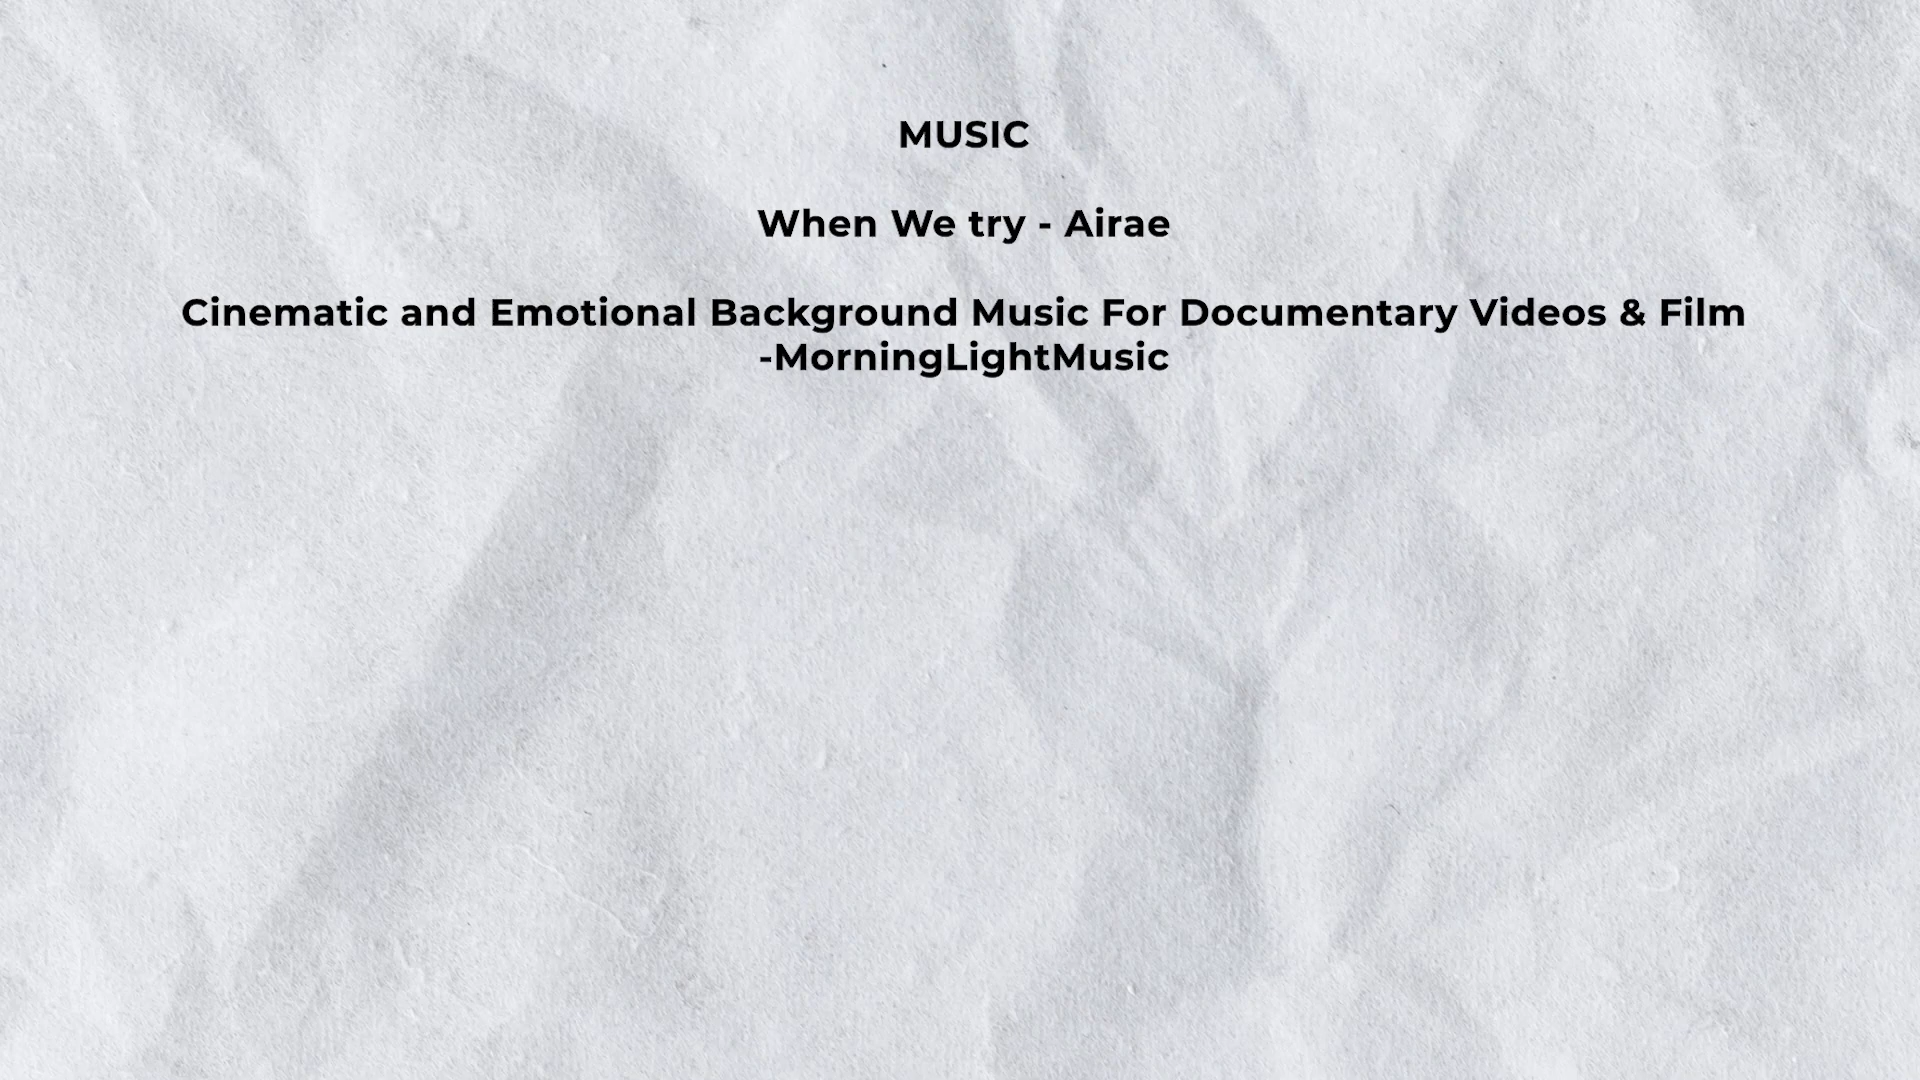 MUSIC
When We try - Airae
Cinematic and Emotional Background Music For Documentary Videos & Film
-MorningLightMusic